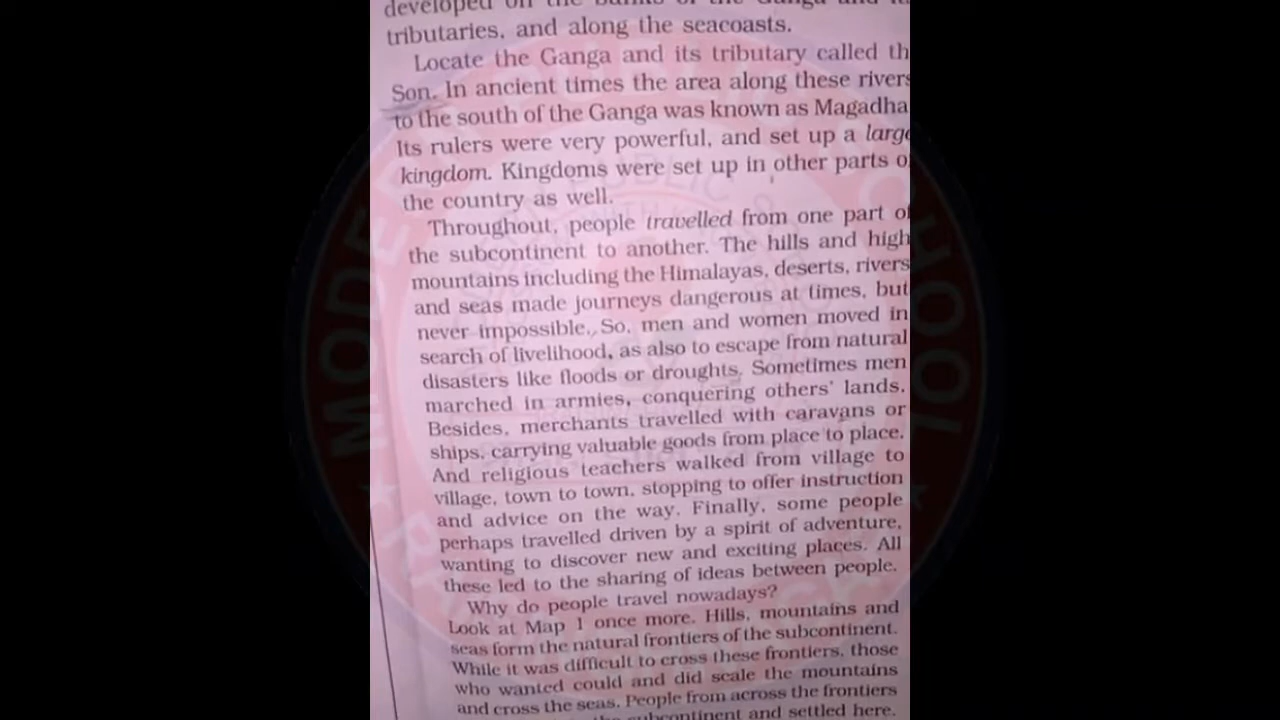 developed on the banks of the Ganga and its
tributaries, and along the seacoasts.
Locate the Ganga and its tributary called th
Son. In ancient times the area along these rivers
to the south of the Ganga was known as Magadha
Its rulers were very powerful, and set up a large
kingdom. Kingdoms were set up in other parts of
the country as well.
Throughout, people travelled from one part of
the subcontinent to another. The hills and high
mountains including the Himalayas, deserts, rivers
and seas made journeys dangerous at times, but
never impossible. So, men and women moved in
search of livelihood, as also to escape from natural
disasters like floods or droughts. Sometimes men
marched in armies, conquering others' lands.
Besides, merchants travelled with caravans or
ships, carrying valuable goods from place to place.
And religious teachers walked from village to
village, town to town, stopping to offer instruction
and advice on the way. Finally, some people
perhaps travelled driven by a spirit of adventure,
wanting to discover new and exciting places. All
these led to the sharing of ideas between people.
Why do people travel nowadays?
Look at Map 1 once more. Hills, mountains and
seas form the natural frontiers of the subcontinent.
While it was difficult to cross these frontiers, those
who wanted could and did scale the mountains
and cross the seas. People from across the frontiers
the subcontinent and settled here.